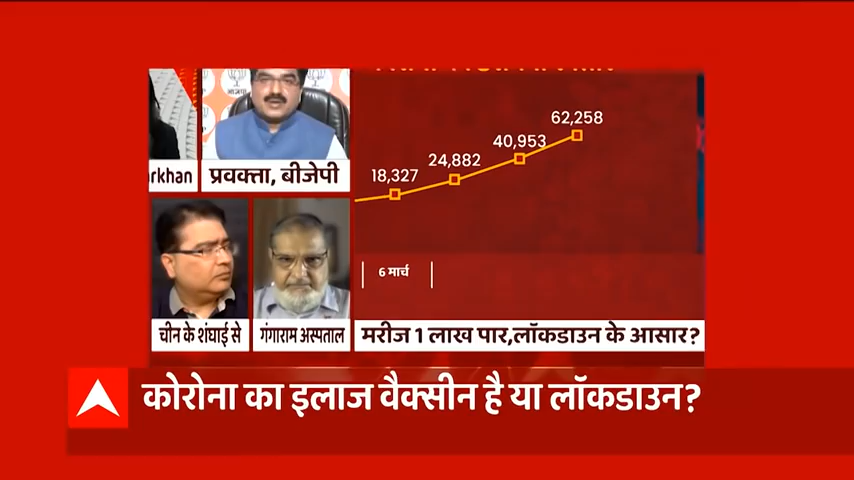 भाजपा
rkhan
प्रवक्ता, बीजेपी
18,327
24,882
40,953
62,258
6 मार्च
चीन के शंघाई से
गंगाराम अस्पताल
मरीज 1 लाख पार,लॉकडाउन के आसार?
कोरोना का इलाज वैक्सीन है या लॉकडाउन?